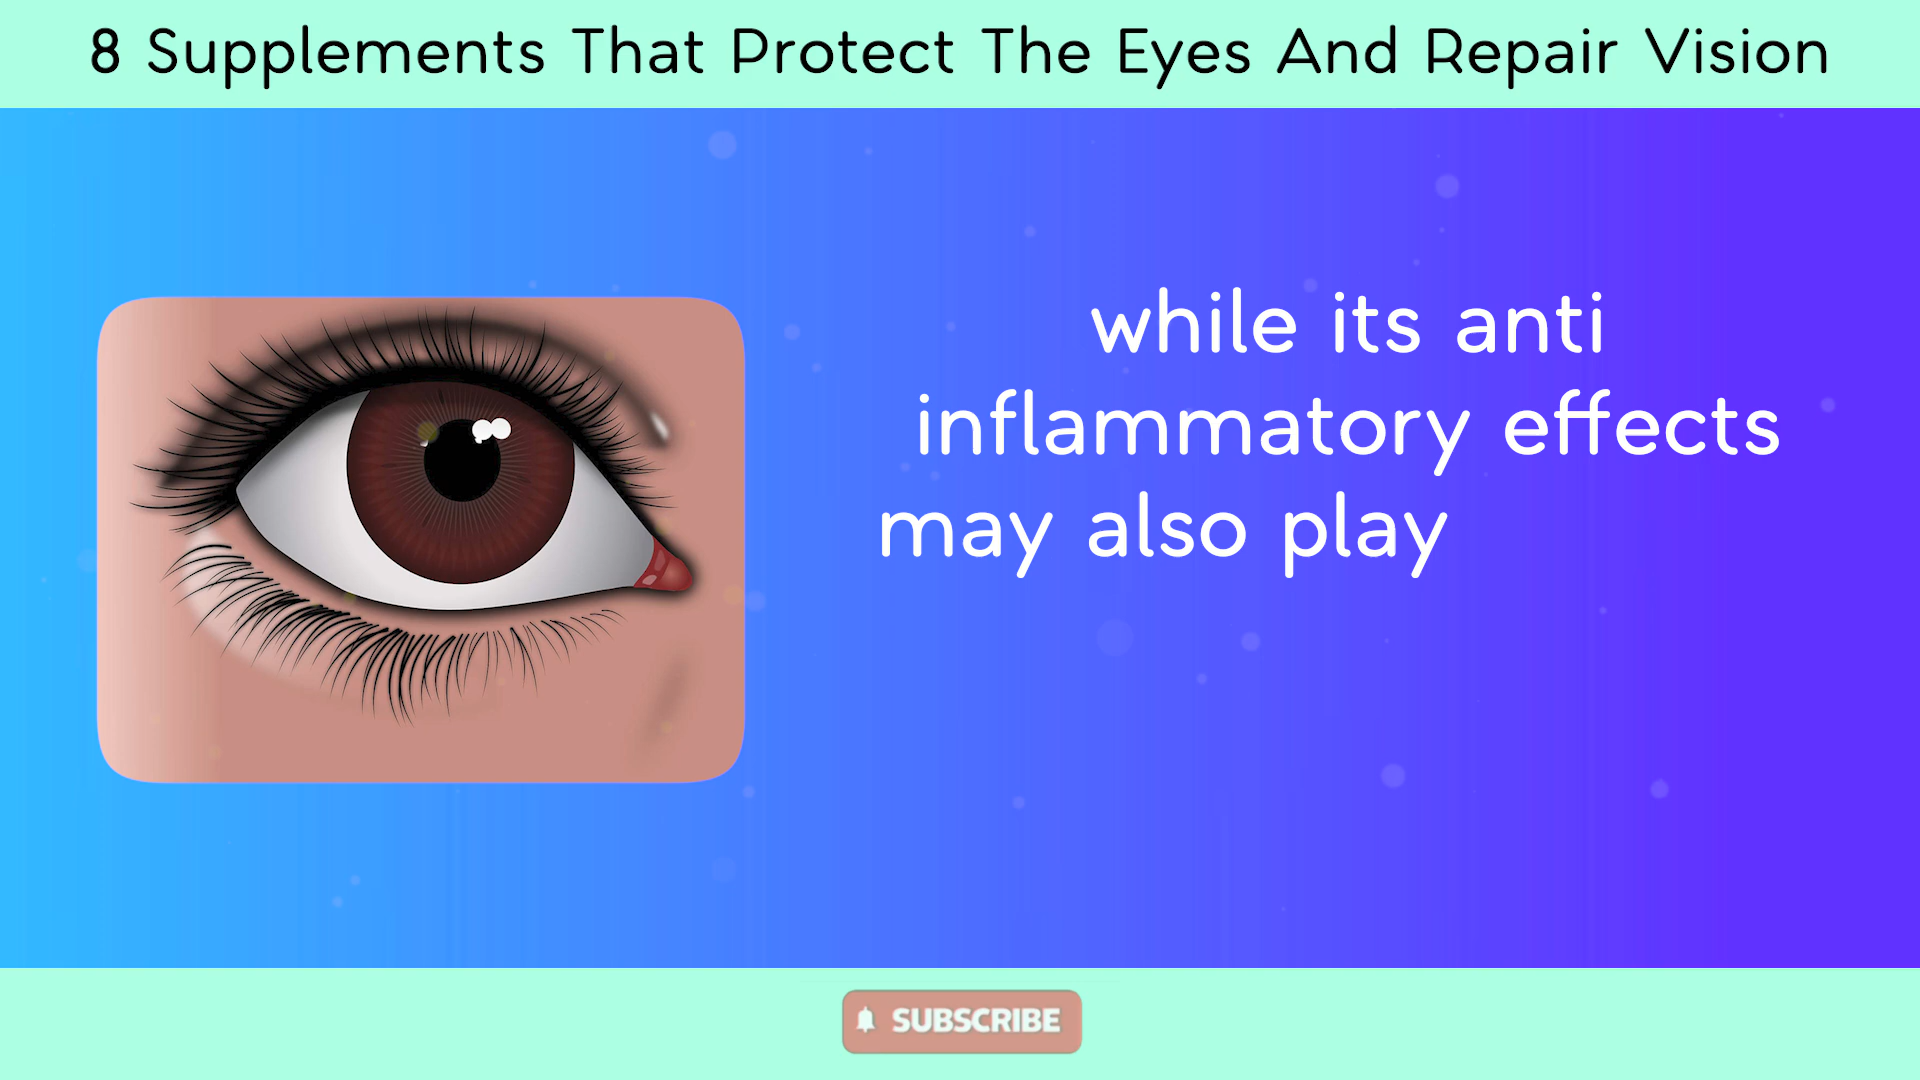 8 Supplements That Protect The Eyes And Repair Vision
while its anti
inflammatory effects
may also play
SUBSCRIBE